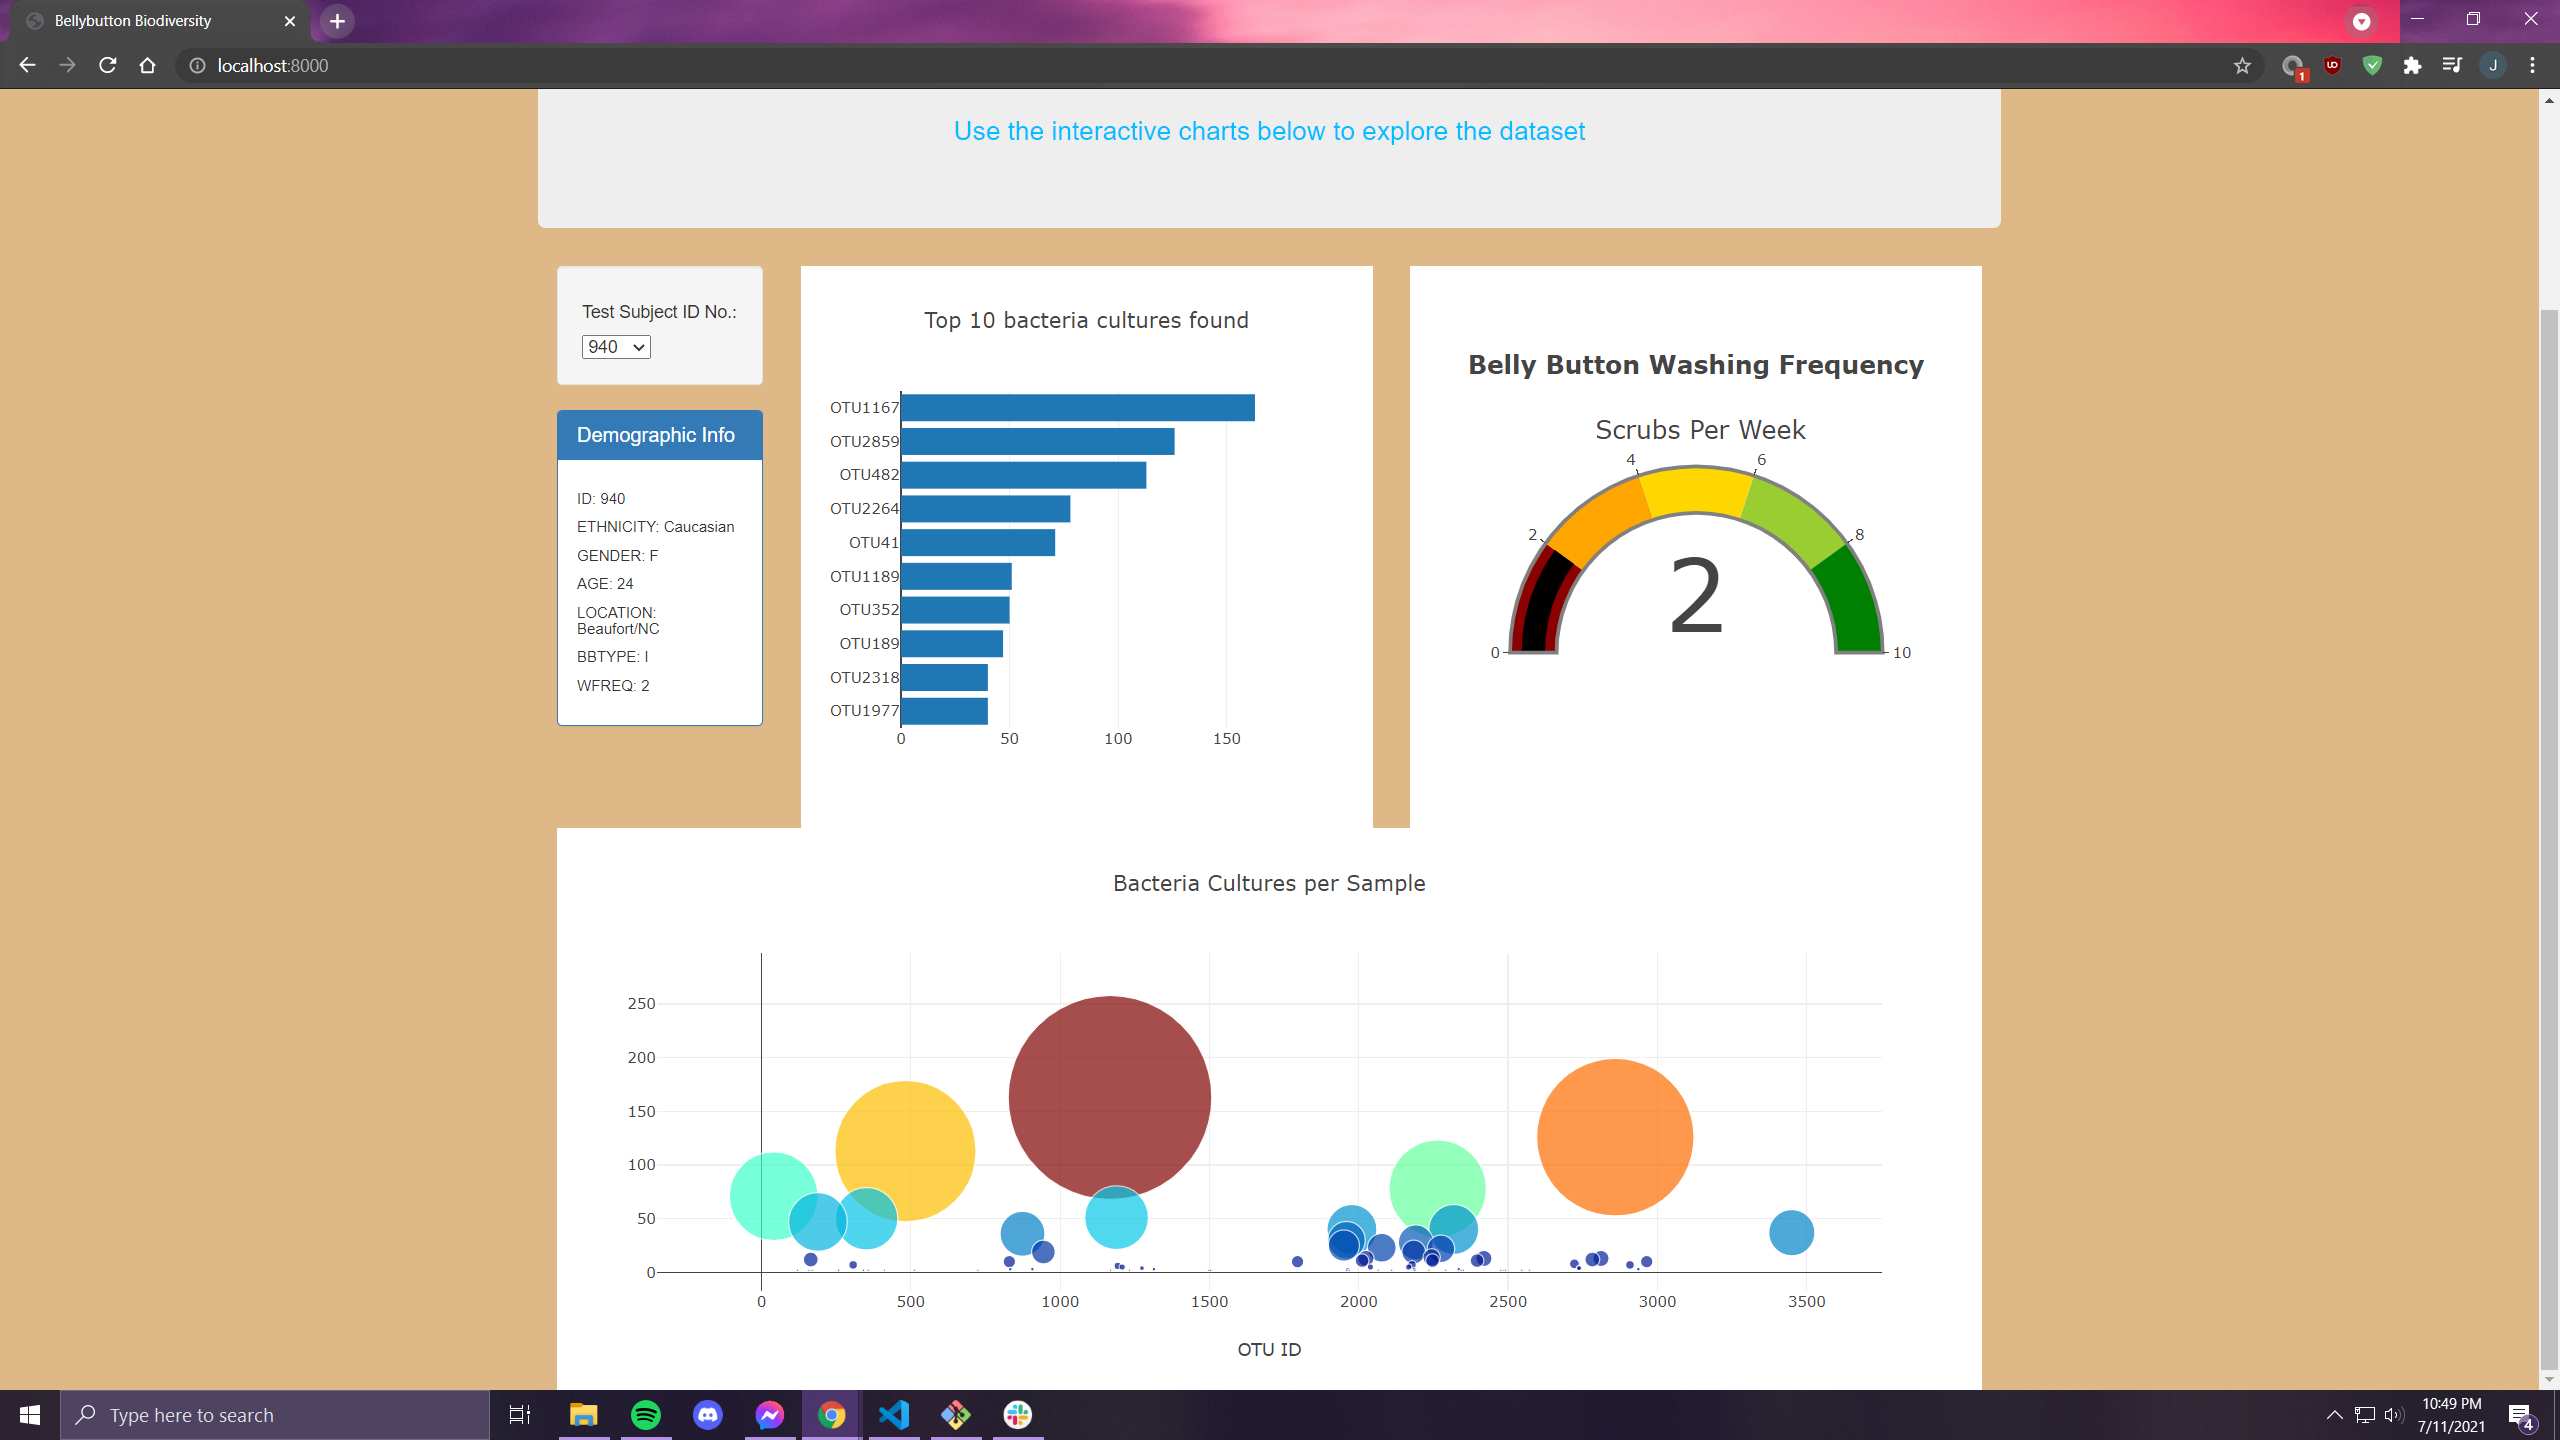 Bellybutton Biodiversity
localhost:8000
1
UD
J
Use the interactive charts below to explore the dataset
Test Subject ID No.:
940
Demographic Info
ID: 940
ETHNICITY: Caucasian
GENDER: F
AGE: 24
LOCATION:
Beaufort/NC
BBTYPE: I
WFREQ: 2
Top 10 bacteria cultures found
OTU1167
OTU2859
OTU482
OTU2264
OTU41
OTU1189
OTU352
OTU189
OTU2318
OTU1977
0 50 100 150
Belly Button Washing Frequency
Scrubs Per Week
4 6
2 8
2
0 10
Bacteria Cultures per Sample
250
200
150
100
50
0
0 500 1000 1500 2000 2500 3000 3500
OTU ID
Type here to search
10:49 PM
7/11/2021
4